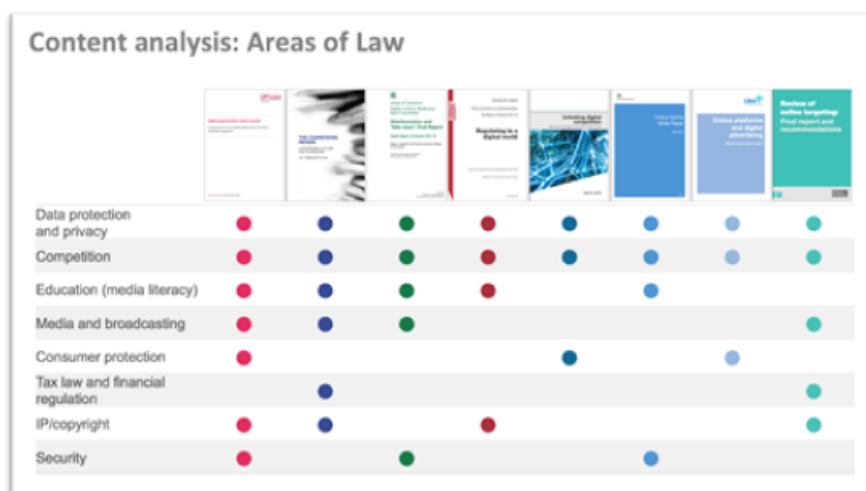 Content analysis: Areas of Law
THE CAIRNCROSS
REVIEW
Disinformation and
'fake news': Final Report
Regulating in a
digital world
Unlocking digital
competition
Online Harms
White Paper
Online platforms
and digital
advertising
Review of
online targeting:
Final report and
recommendations
Data protection
and privacy
Competition
Education (media literacy)
Media and broadcasting
Consumer protection
Tax law and financial
regulation
IP/copyright
Security